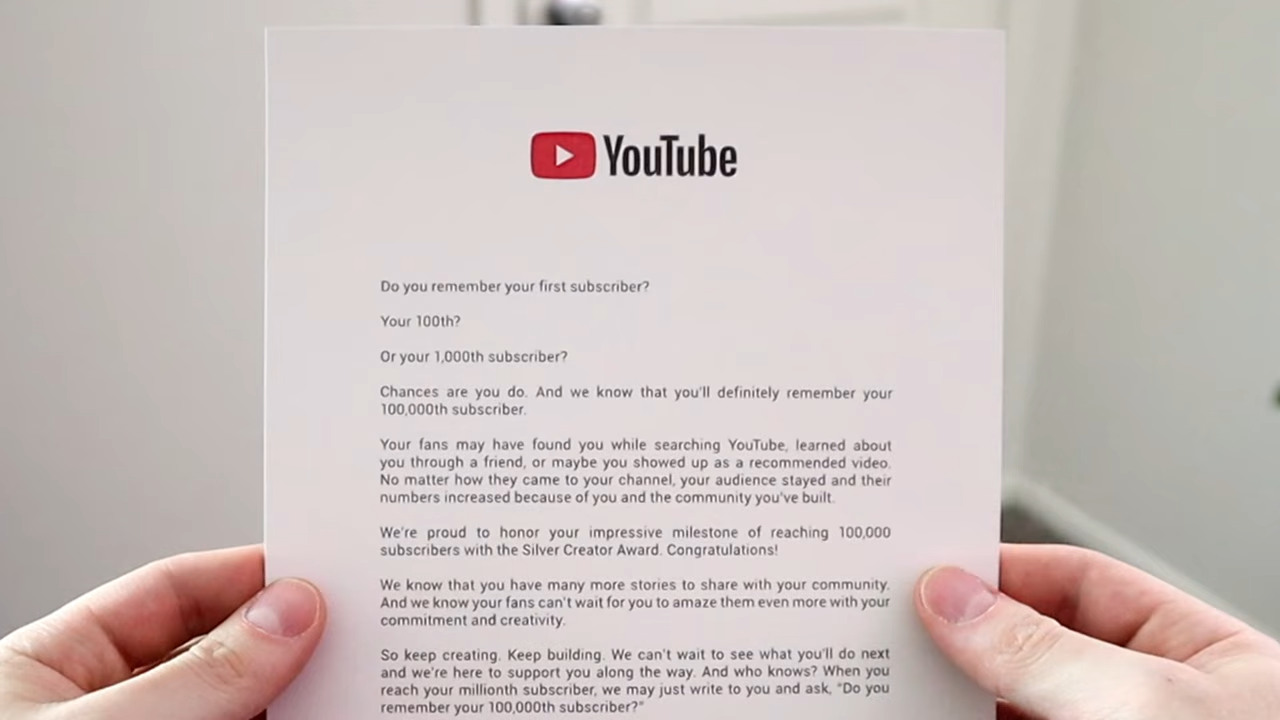 YouTube
Do you remember your first subscriber?
Your 100th?
Or your 1,000th subscriber?
Chances are you do. And we know that you'll definitely remember your
100,000th subscriber.
Your fans may have found you while searching YouTube, learned about
you through a friend, or maybe you showed up as a recommended video.
No matter how they came to your channel, your audience stayed and their
numbers increased because of you and the community you've built.
We're proud to honor your impressive milestone of reaching 100,000
subscribers with the Silver Creator Award. Congratulations!
We know that you have many more stories to share with your community.
And we know your fans can't wait for you to amaze them even more with your
commitment and creativity.
So keep creating. Keep building. We can't wait to see what you'll do next
and we're here to support you along the way. And who knows? When you
reach your millionth subscriber, we may just write to you and ask, "Do you
remember your 100,000th subscriber?"